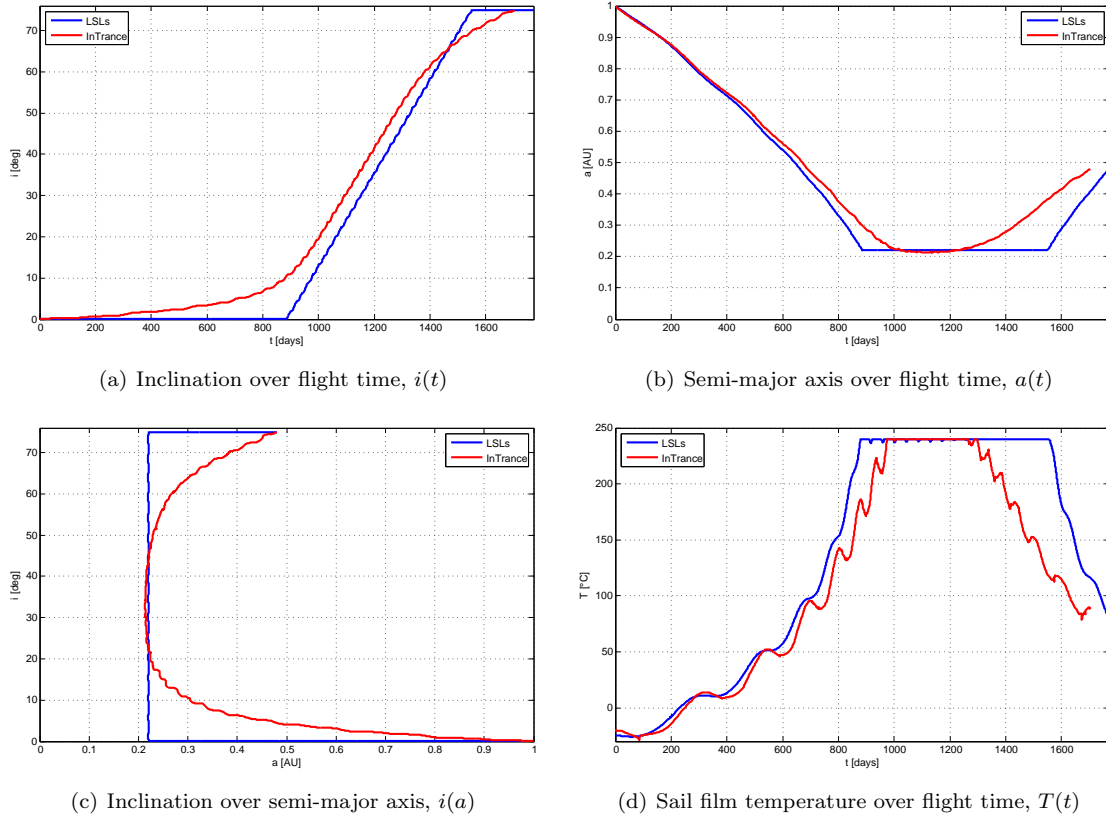 LSLs
InTrance
i [deg]
70
60
50
40
30
20
10
0
0 200 400 600 800 1000 1200 1400 1600
t [days]
(a) Inclination over flight time, i(t)
LSLs
InTrance
a [AU]
1
0.9
0.8
0.7
0.6
0.5
0.4
0.3
0.2
0.1
0
0 200 400 600 800 1000 1200 1400 1600
t [days]
(b) Semi-major axis over flight time, a(t)
LSLs
InTrance
i [deg]
70
60
50
40
30
20
10
0
0 0.1 0.2 0.3 0.4 0.5 0.6 0.7 0.8 0.9 1
a [AU]
(c) Inclination over semi-major axis, i(a)
LSLs
InTrance
T [°C]
250
200
150
100
50
0
0 200 400 600 800 1000 1200 1400 1600
t [days]
(d) Sail film temperature over flight time, T(t)